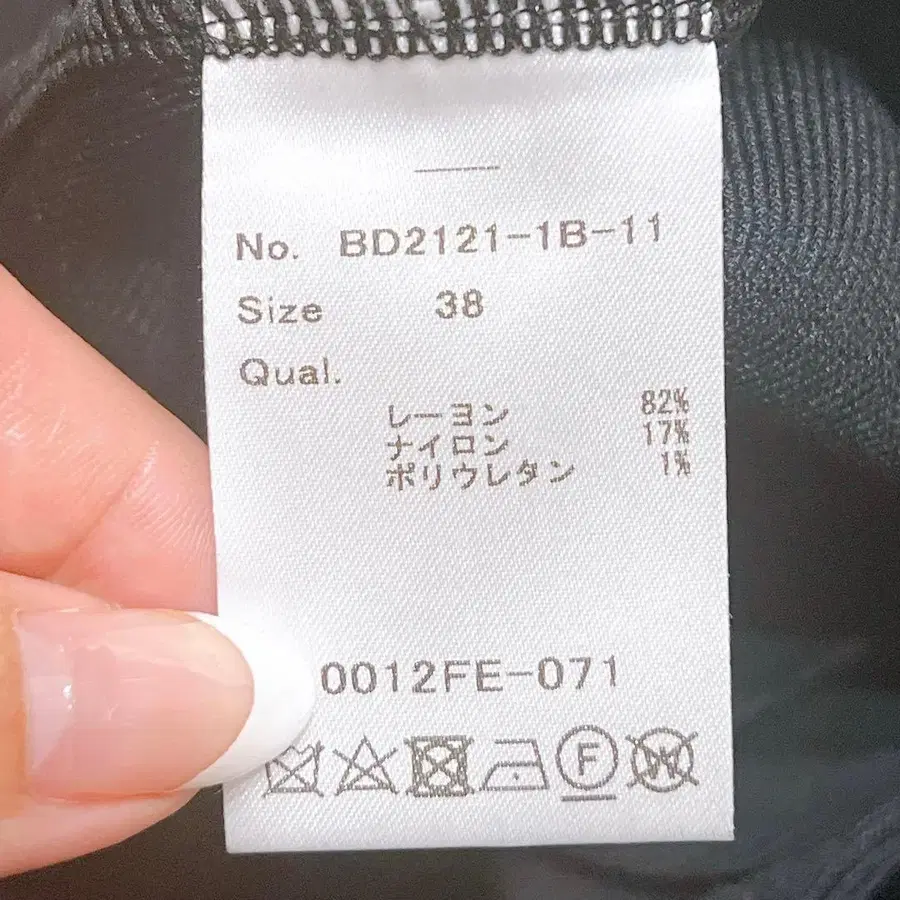 No. BD2121-1B-11
Size 38
Qual.
レーヨン 82%
ナイロン 17%
ポリウレタン 1%
0012FE-071
F W